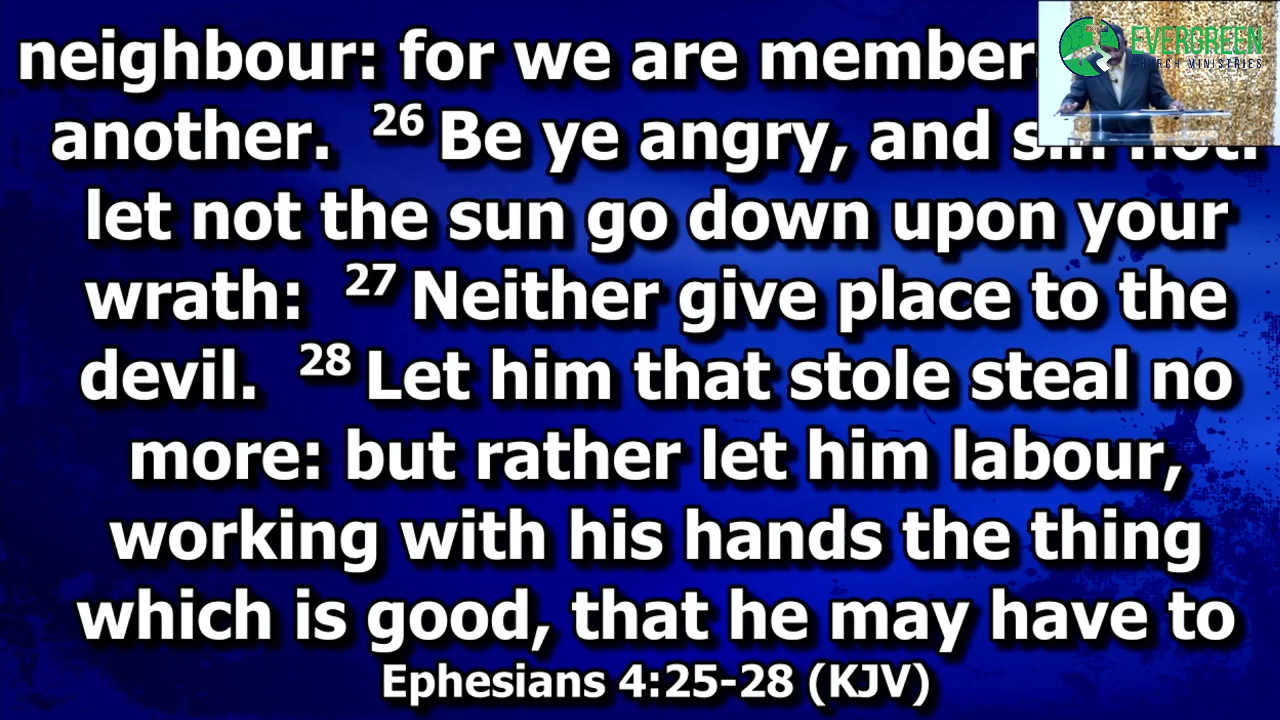 neighbour: for we are member
EVERGREEN
CHURCH MINISTRIES
another. 26 Be ye angry, and sin not:
let not the sun go down upon your
wrath: 27 Neither give place to the
devil. 28 Let him that stole steal no
more: but rather let him labour,
working with his hands the thing
which is good, that he may have to
Ephesians 4:25-28 (KJV)